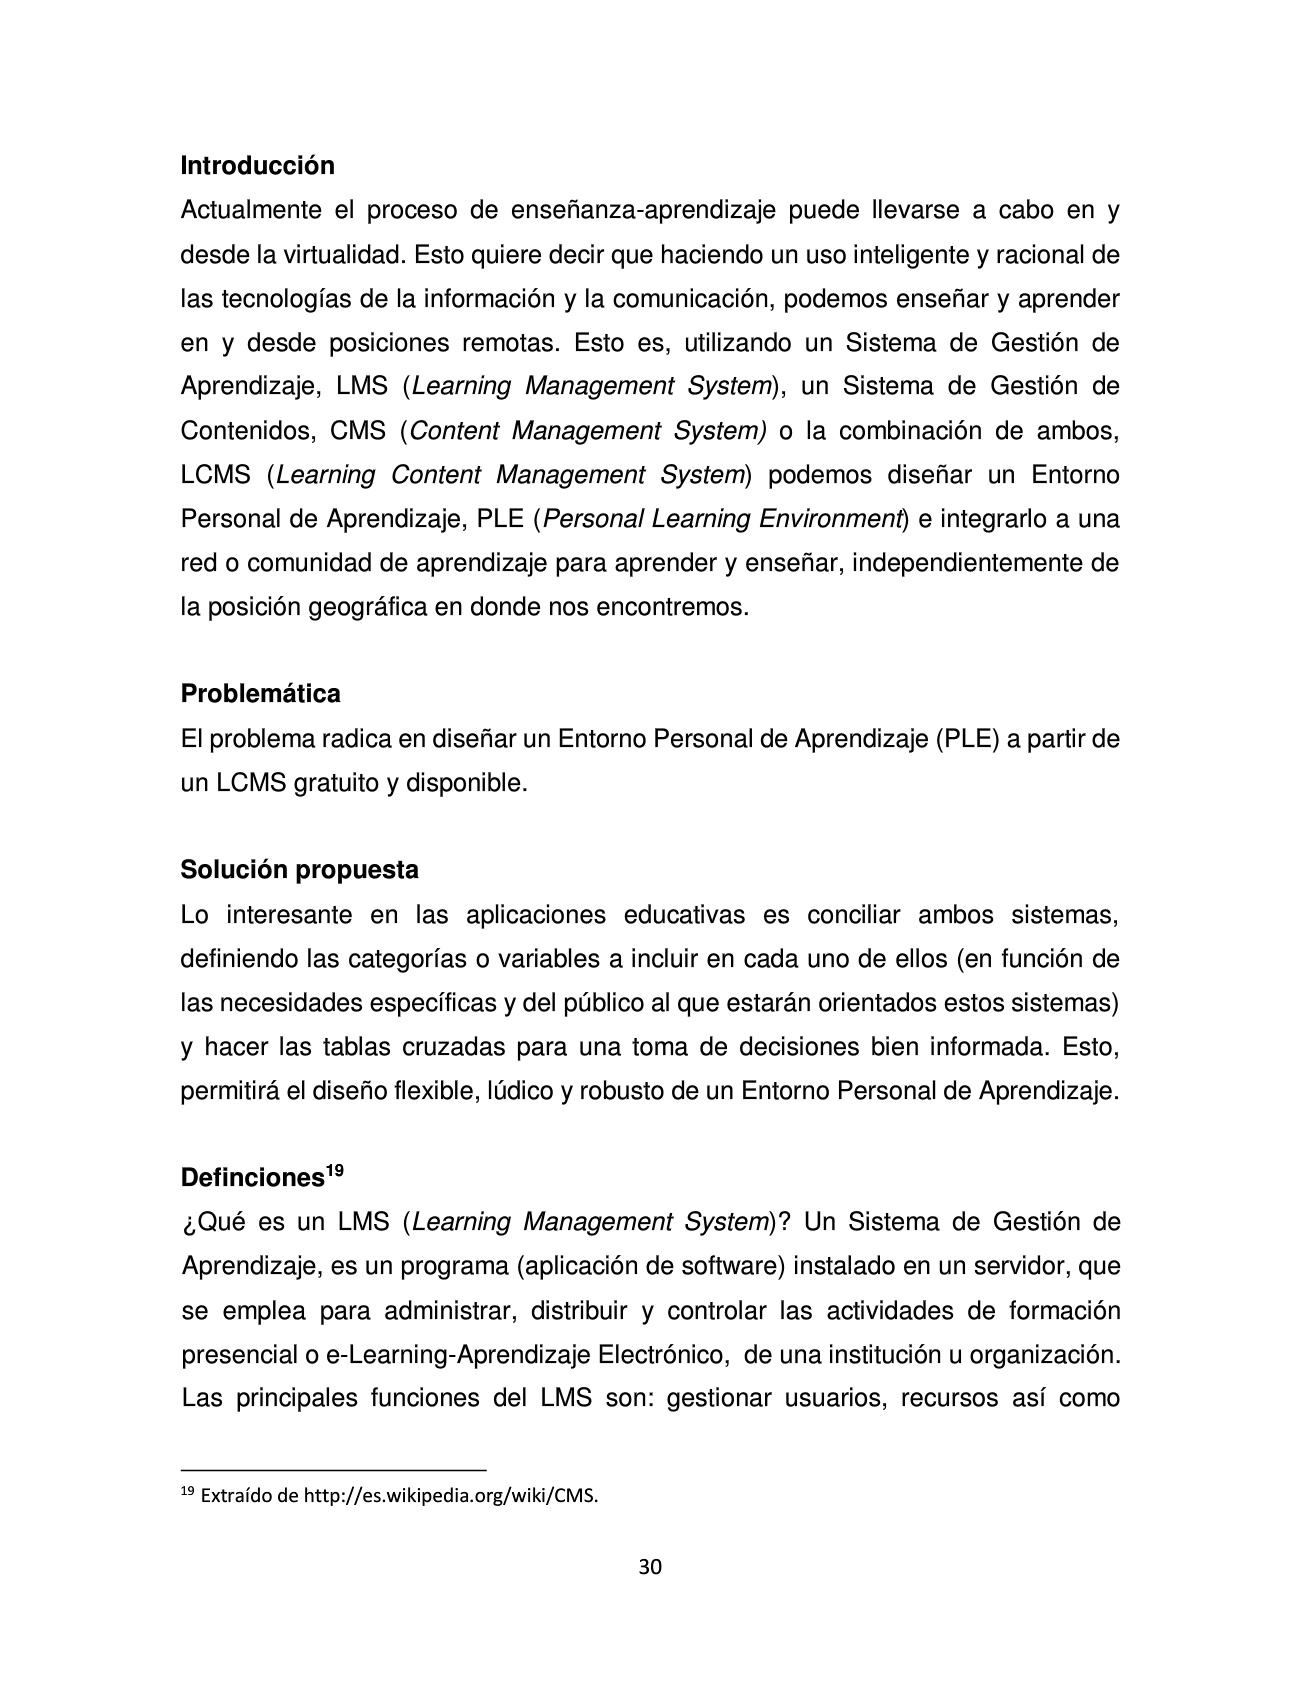 Introducción
Actualmente el proceso de enseñanza-aprendizaje puede llevarse a cabo en y
desde la virtualidad. Esto quiere decir que haciendo un uso inteligente y racional de
las tecnologías de la información y la comunicación, podemos enseñar y aprender
en y desde posiciones remotas. Esto es, utilizando un Sistema de Gestión de
Aprendizaje, LMS (Learning Management System), un Sistema de Gestión de
Contenidos, CMS (Content Management System) o la combinación de ambos,
LCMS (Learning Content Management System) podemos diseñar un Entorno
Personal de Aprendizaje, PLE (Personal Learning Environment) e integrarlo a una
red o comunidad de aprendizaje para aprender y enseñar, independientemente de
la posición geográfica en donde nos encontremos.
Problemática
El problema radica en diseñar un Entorno Personal de Aprendizaje (PLE) a partir de
un LCMS gratuito y disponible.
Solución propuesta
Lo interesante en las aplicaciones educativas es conciliar ambos sistemas,
definiendo las categorías o variables a incluir en cada uno de ellos (en función de
las necesidades específicas y del público al que estarán orientados estos sistemas)
y hacer las tablas cruzadas para una toma de decisiones bien informada. Esto,
permitirá el diseño flexible, lúdico y robusto de un Entorno Personal de Aprendizaje.
Definciones19
¿Qué es un LMS (Learning Management System)? Un Sistema de Gestión de
Aprendizaje, es un programa (aplicación de software) instalado en un servidor, que
se emplea para administrar, distribuir y controlar las actividades de formación
presencial o e-Learning-Aprendizaje Electrónico, de una institución u organización.
Las principales funciones del LMS son: gestionar usuarios, recursos así como
19 Extraído de http://es.wikipedia.org/wiki/CMS.
30